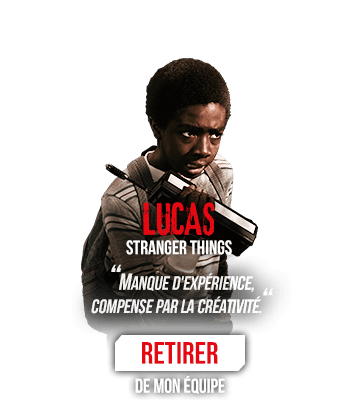 LUCAS
STRANGER THINGS
“MANQUE D'EXPÉRIENCE,
COMPENSE PAR LA CRÉATIVITÉ.“
RETIRER
DE MON ÉQUIPE